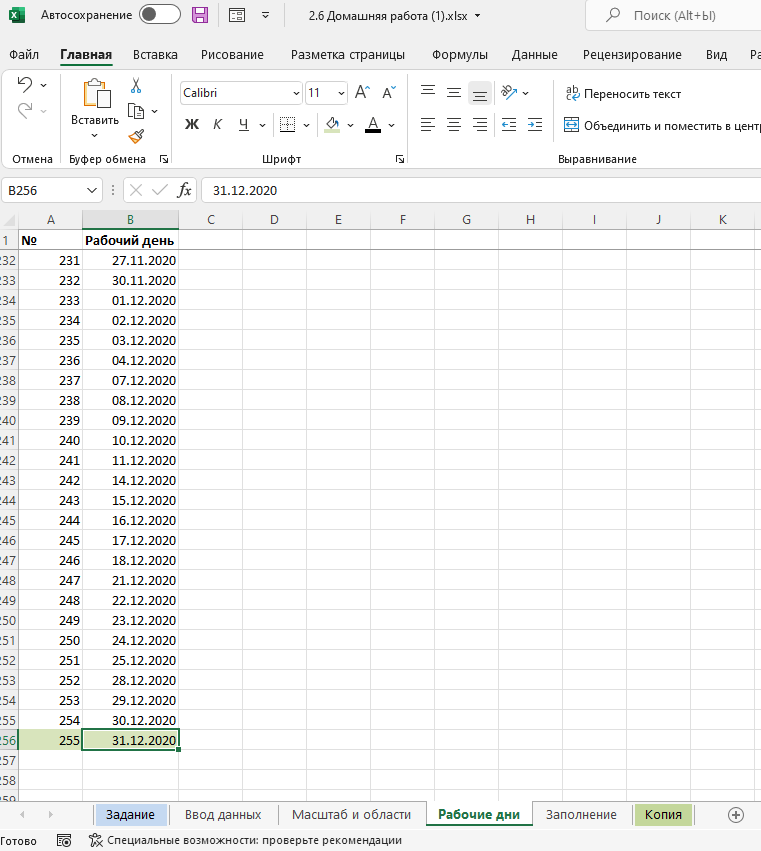 Автосохранение 2.6 Домашняя работа (1).xlsx Поиск (Alt+Ы)
Файл Главная Вставка Рисование Разметка страницы Формулы Данные Рецензирование Вид
Calibri 11 Переносить текст
Вставить
Ж К Ч А Объединить и поместить в цент
Отмена Буфер обмена Шрифт Выравнивание
B256 fx 31.12.2020
A B C D E F G H I J K
1 № Рабочий день
232 231 27.11.2020
233 232 30.11.2020
234 233 01.12.2020
235 234 02.12.2020
236 235 03.12.2020
237 236 04.12.2020
238 237 07.12.2020
239 238 08.12.2020
240 239 09.12.2020
241 240 10.12.2020
242 241 11.12.2020
243 242 14.12.2020
244 243 15.12.2020
245 244 16.12.2020
246 245 17.12.2020
247 246 18.12.2020
248 247 21.12.2020
249 248 22.12.2020
250 249 23.12.2020
251 250 24.12.2020
252 251 25.12.2020
253 252 28.12.2020
254 253 29.12.2020
255 254 30.12.2020
256 255 31.12.2020
257
258
259
Задание Ввод данных Масштаб и области Рабочие дни Заполнение Копия
Готово Специальные возможности: проверьте рекомендации